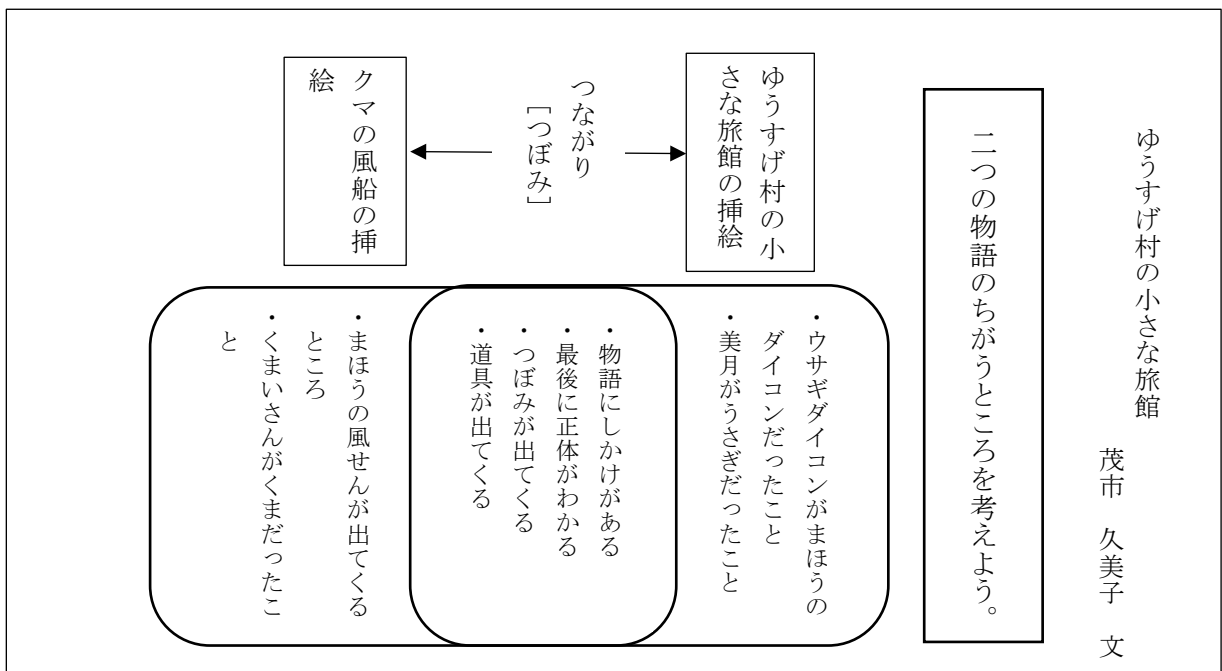 ゆうすげ村の小さな旅館
茂市　久美子　文
二つの物語のちがうところを考えよう。
ゆうすげ村の小
さな旅館の挿絵
つながり
［つぼみ］
クマの風船の挿
絵
・ウサギダイコンがまほうの
ダイコンだったこと
・美月がうさぎだったこと
・物語にしかけがある
・最後に正体がわかる
・つぼみが出てくる
・道具が出てくる
・まほうの風せんが出てくる
ところ
・くまいさんがくまだったこ
と